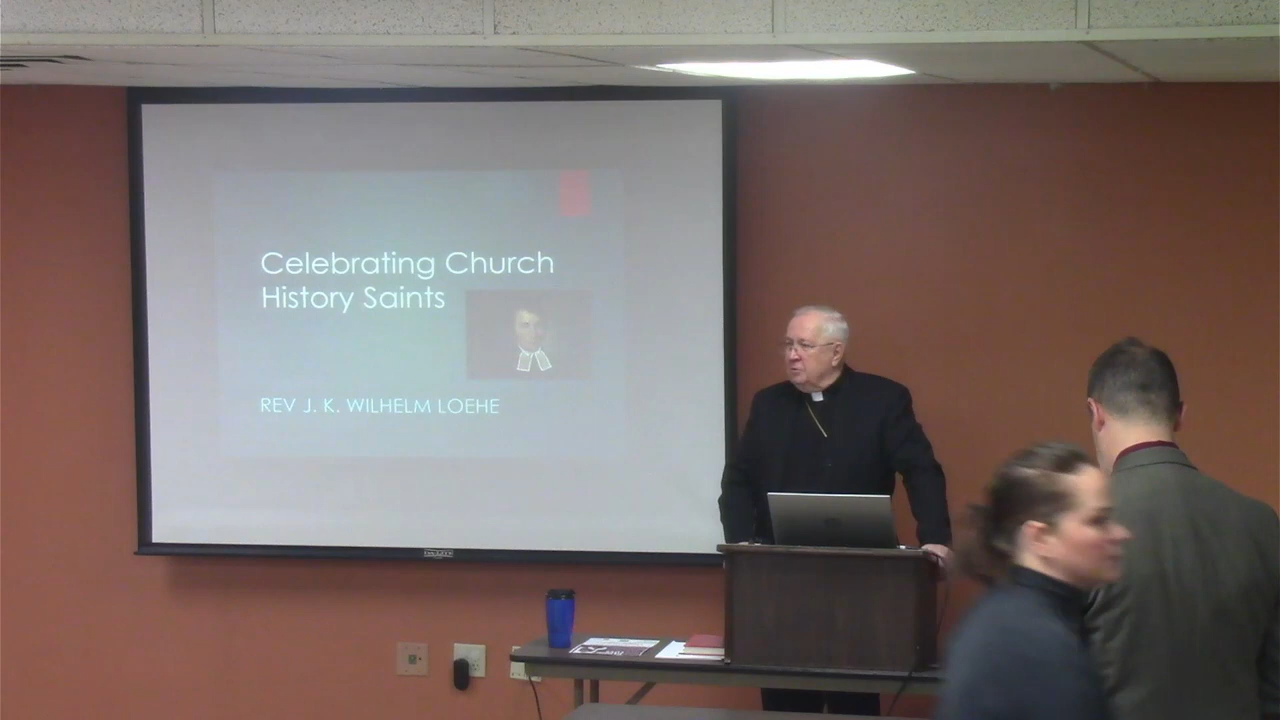 Celebrating Church
History Saints
REV J. K. WILHELM LOEHE